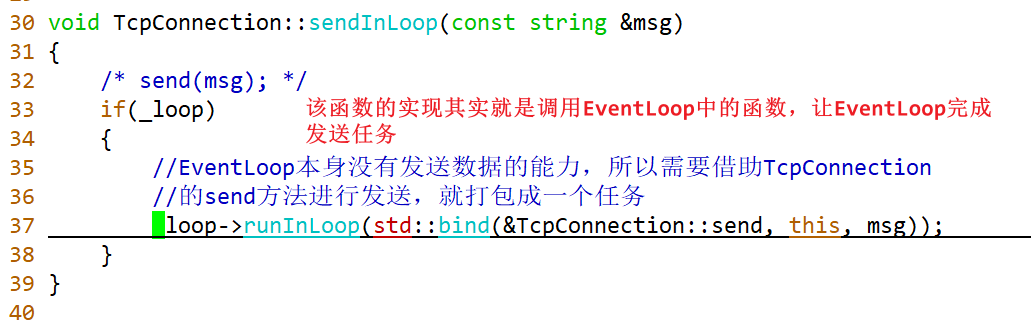 30 void TcpConnection::sendInLoop(const string &msg)
31 {
32     /* send(msg); */
33     if(_loop)
该函数的实现其实就是调用EventLoop中的函数，让EventLoop完成
发送任务
34     {
35         //EventLoop本身没有发送数据的能力，所以需要借助TcpConnection
36         //的send方法进行发送，就打包成一个任务
37         _loop->runInLoop(std::bind(&TcpConnection::send, this, msg));
38     }
39 }
40